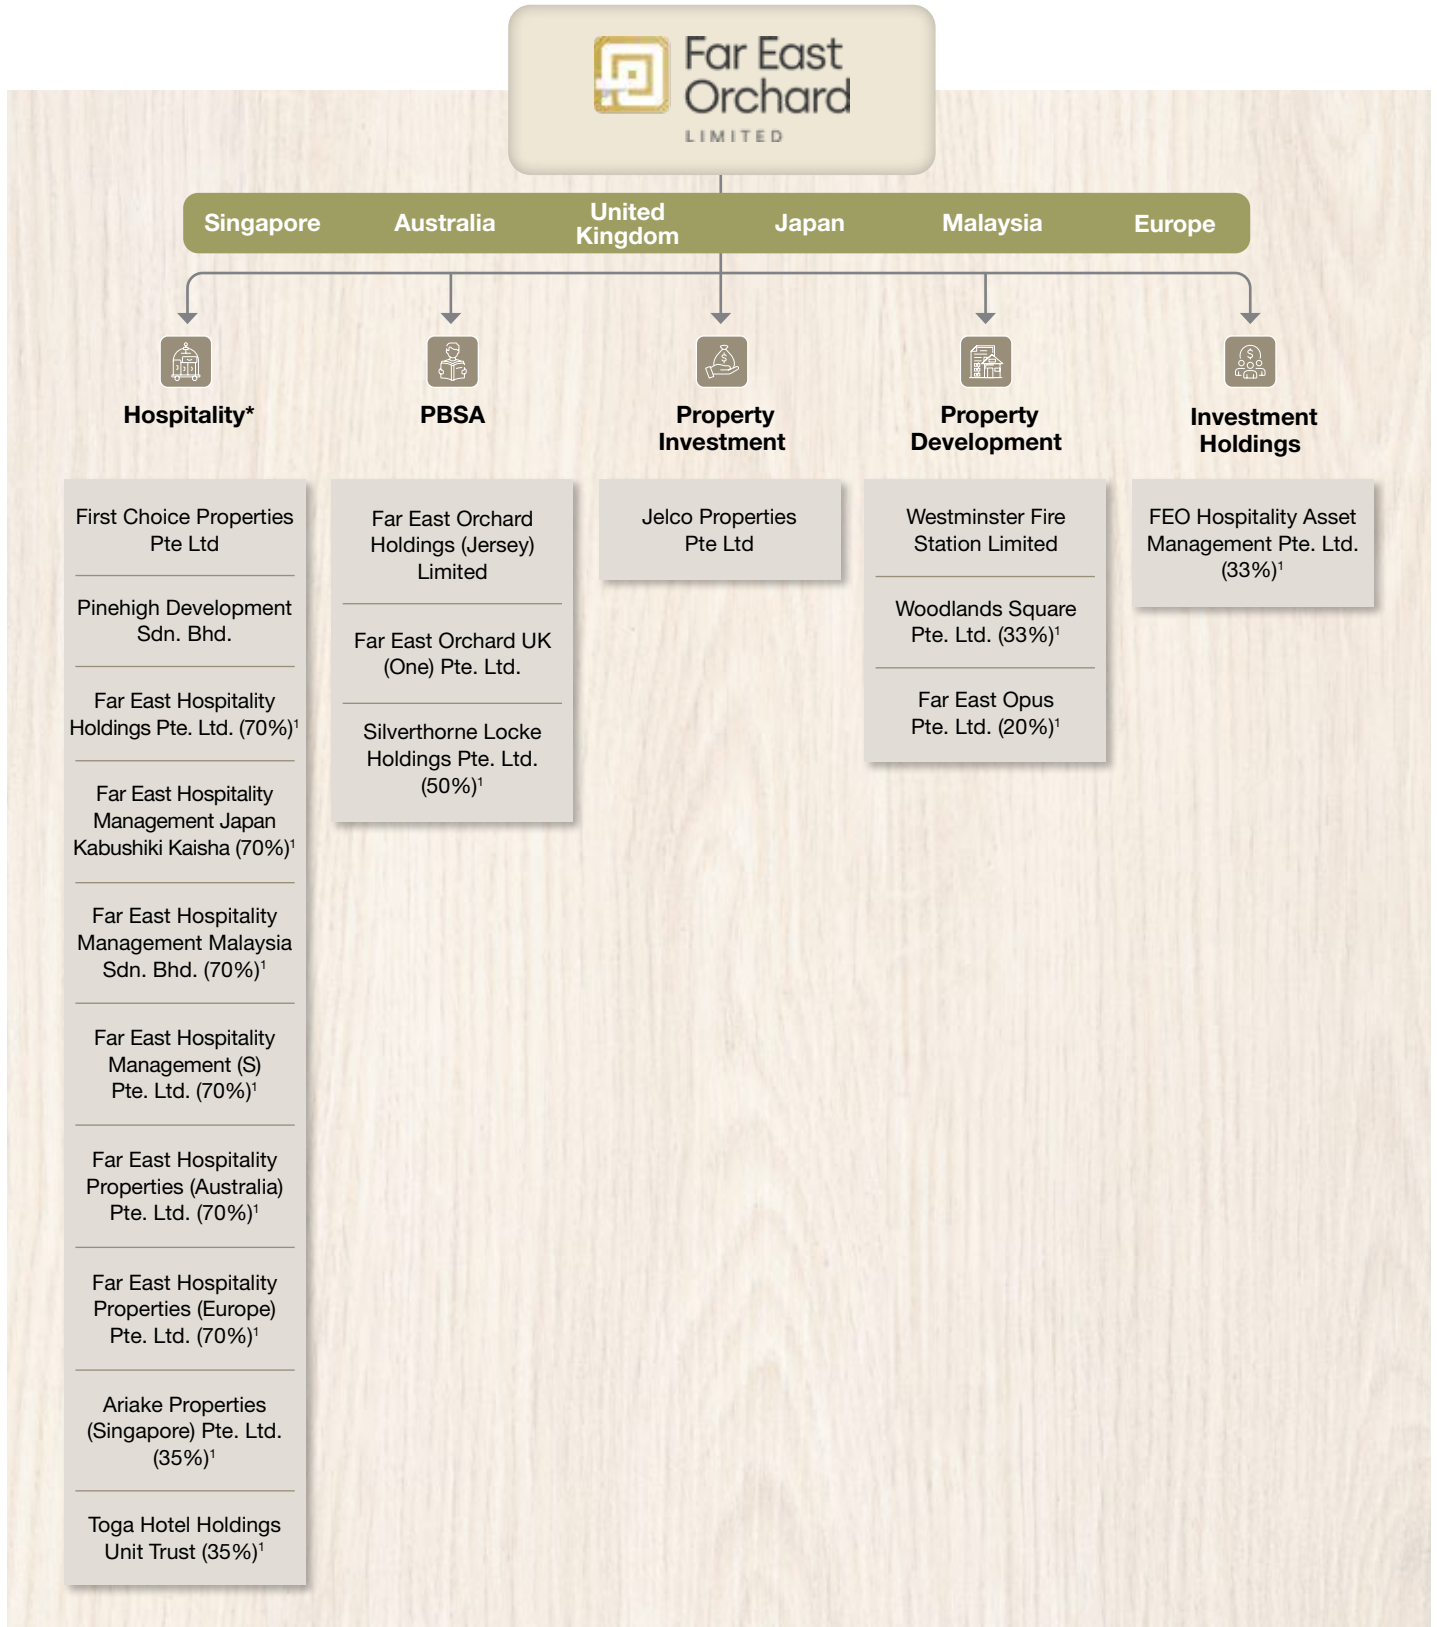 Far East
Orchard
LIMITED
Singapore
Australia
United
Kingdom
Japan
Malaysia
Europe
Hospitality*
First Choice Properties
Pte Ltd
Pinehigh Development
Sdn. Bhd.
Far East Hospitality
Holdings Pte. Ltd. (70%)¹
Far East Hospitality
Management Japan
Kabushiki Kaisha (70%)¹
Far East Hospitality
Management Malaysia
Sdn. Bhd. (70%)¹
Far East Hospitality
Management (S)
Pte. Ltd. (70%)¹
Far East Hospitality
Properties (Australia)
Pte. Ltd. (70%)¹
Far East Hospitality
Properties (Europe)
Pte. Ltd. (70%)¹
Ariake Properties
(Singapore) Pte. Ltd.
(35%)¹
Toga Hotel Holdings
Unit Trust (35%)¹
PBSA
Far East Orchard
Holdings (Jersey)
Limited
Far East Orchard UK
(One) Pte. Ltd.
Silverthorne Locke
Holdings Pte. Ltd.
(50%)¹
Property
Investment
Jelco Properties
Pte Ltd
Property
Development
Westminster Fire
Station Limited
Woodlands Square
Pte. Ltd. (33%)¹
Far East Opus
Pte. Ltd. (20%)¹
Investment
Holdings
FEO Hospitality Asset
Management Pte. Ltd.
(33%)¹